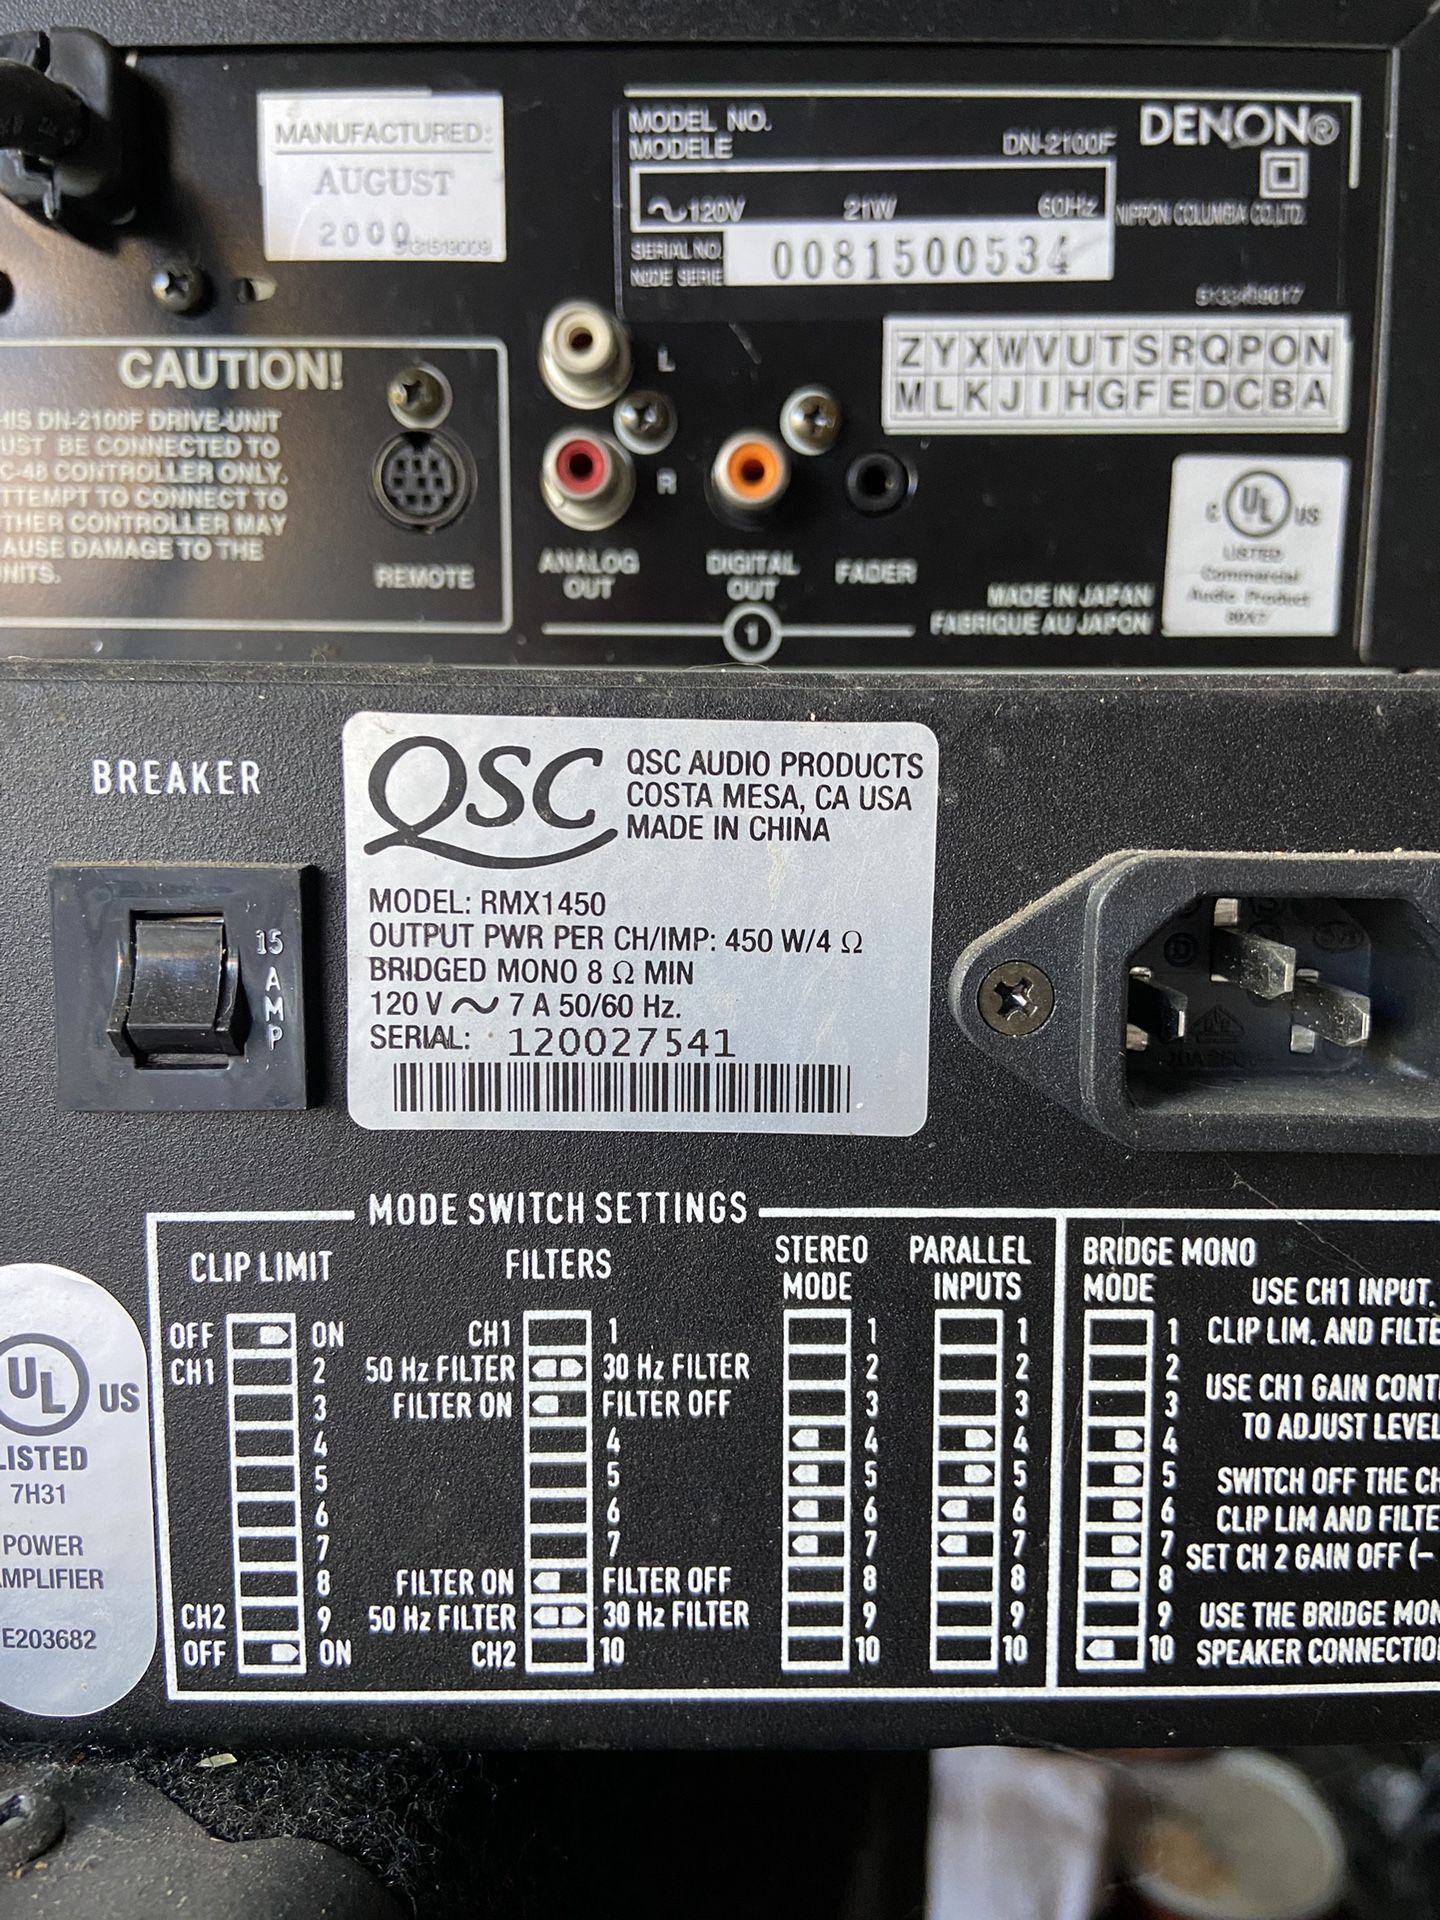 MANUFACTURED:
AUGUST
2000
MODEL NO.
MODELE
DN-2100F
DENON®
120V 21W 60Hz
NIPPON COLUMBIA CO.,LTD.
SERIAL NO.
NODE SERIE
0081500534
ZYXWVUTSRQPON
MLKJIHGFEDCBA
CAUTION!
HIS DN-2100F DRIVE-UNIT
UST BE CONNECTED TO
C-48 CONTROLLER ONLY.
TTEMPT TO CONNECT TO
THER CONTROLLER MAY
AUSE DAMAGE TO THE
NITS.
REMOTE
L
R
ANALOG
OUT
DIGITAL
OUT
FADER
1
MADE IN JAPAN
FABRIQUE AU JAPON
C UL US
LISTED
Commercial
Audio Product
BREAKER
15
AMP
QSC
QSC AUDIO PRODUCTS
COSTA MESA, CA USA
MADE IN CHINA
MODEL: RMX1450
OUTPUT PWR PER CH/IMP: 450 W/4 Ω
BRIDGED MONO 8 Ω MIN
120 V ~ 7 A 50/60 Hz.
SERIAL: 120027541
MODE SWITCH SETTINGS
CLIP LIMIT
OFF ON
CH1 2
3
4
5
6
7
8
CH2 9
OFF ON
FILTERS
CH1 1
50 Hz FILTER 30 Hz FILTER
FILTER ON FILTER OFF
4
5
6
7
FILTER ON FILTER OFF
50 Hz FILTER 30 Hz FILTER
CH2 10
STEREO
MODE
1
2
3
4
5
6
7
8
9
10
PARALLEL
INPUTS
1
2
3
4
5
6
7
8
9
10
BRIDGE MONO
MODE
1
2
3
4
5
6
7
8
9
10
USE CH1 INPUT.
CLIP LIM. AND FILTE
USE CH1 GAIN CONT
TO ADJUST LEVEL
SWITCH OFF THE CH
CLIP LIM AND FILTE
SET CH 2 GAIN OFF (–
USE THE BRIDGE MON
SPEAKER CONNECTIO
UL US
LISTED
7H31
POWER
AMPLIFIER
E203682